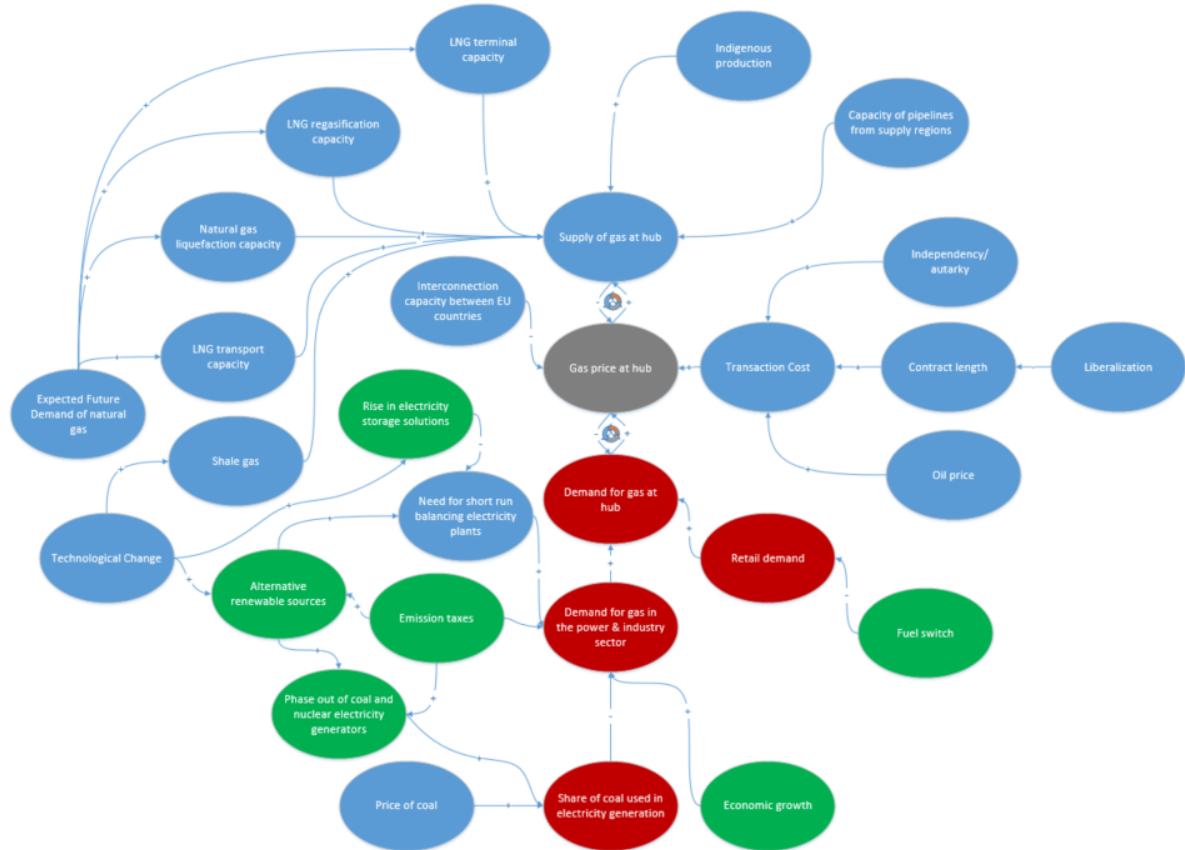 LNG terminal
capacity
Indigenous
production
LNG regasification
capacity
Capacity of pipelines
from supply regions
Natural gas
liquefaction capacity
Supply of gas at hub
Independency/
autarky
Interconnection
capacity between EU
countries
LNG transport
capacity
Gas price at hub
Transaction Cost
Contract length
Liberalization
Expected Future
Demand of natural
gas
Rise in electricity
storage solutions
Shale gas
Oil price
Demand for gas at
hub
Need for short run
balancing electricity
plants
Technological Change
Retail demand
Alternative
renewable sources
Emission taxes
Demand for gas in
the power & industry
sector
Fuel switch
Phase out of coal and
nuclear electricity
generators
Price of coal
Share of coal used in
electricity generation
Economic growth